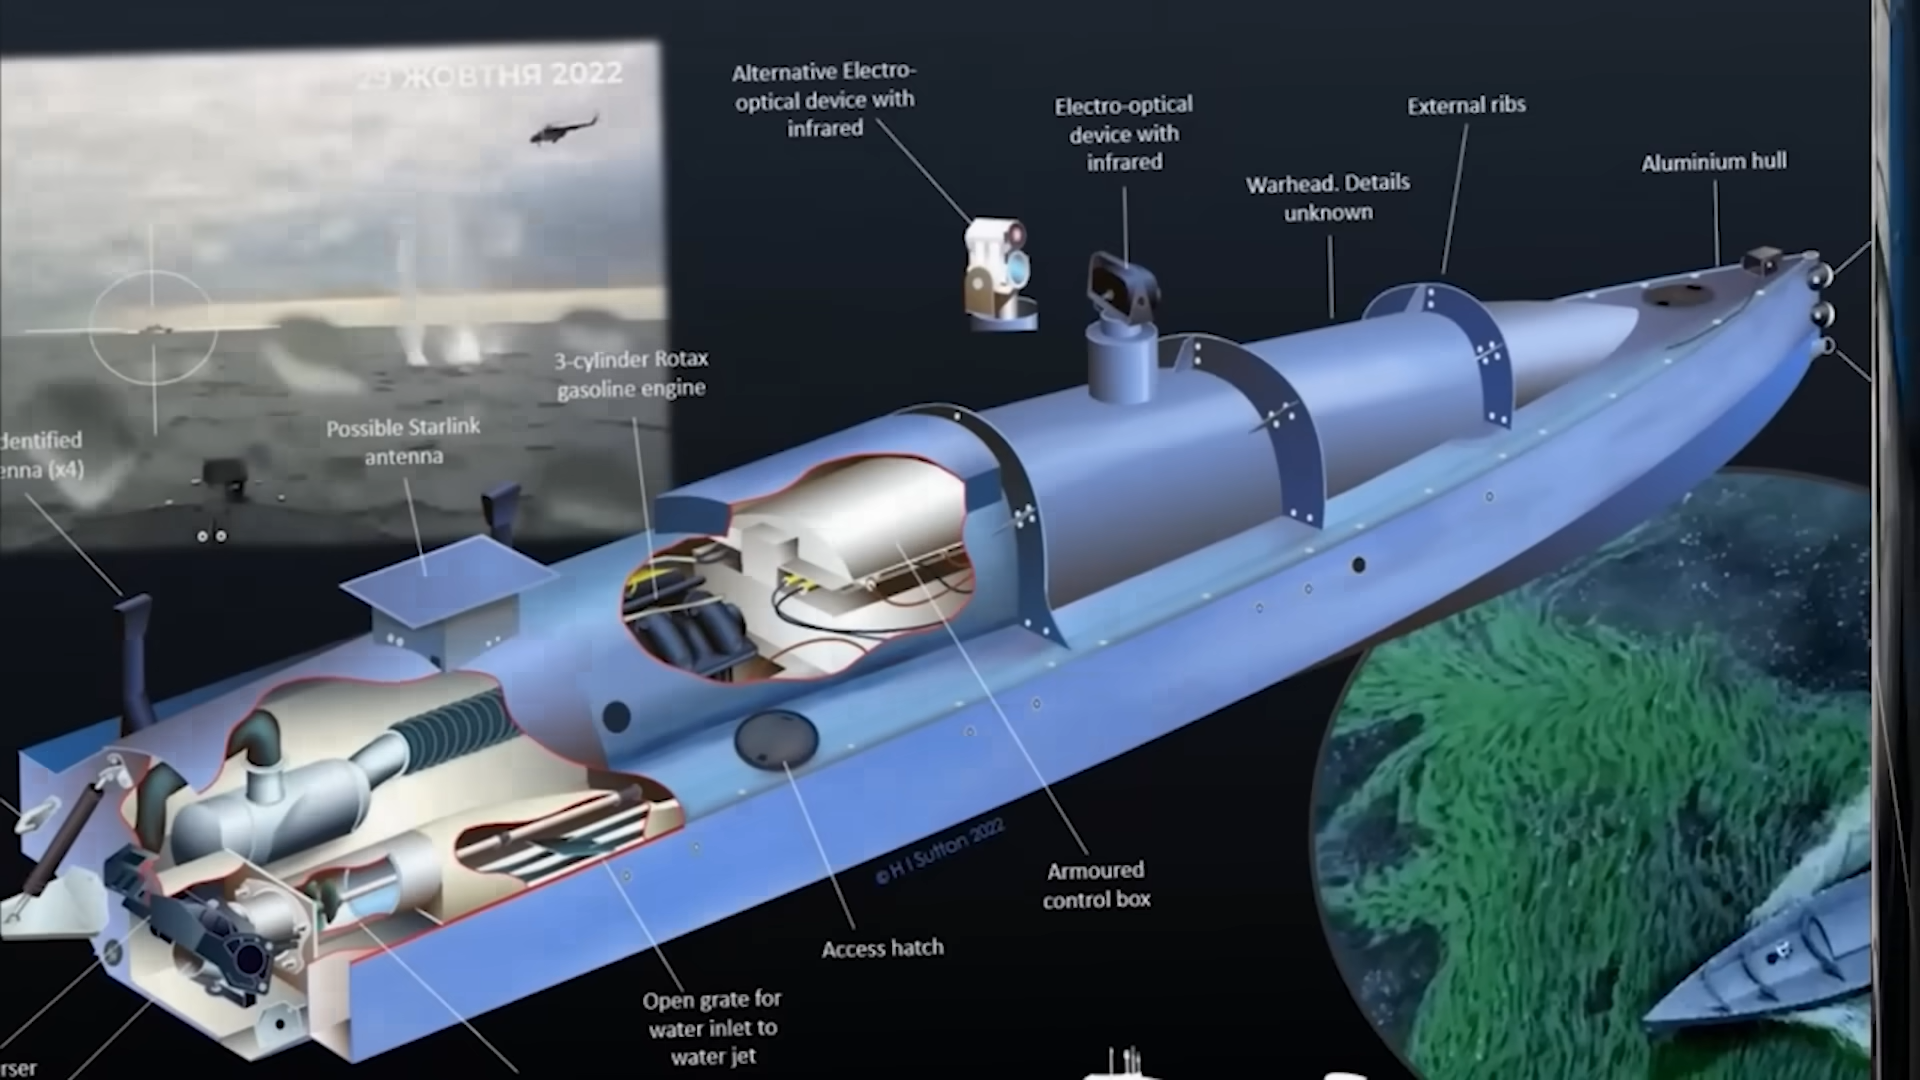 29 ЖОВТНЯ 2022
Alternative Electro-
optical device with
infrared
Electro-optical
device with
infrared
External ribs
Warhead. Details
unknown
Aluminium hull
3-cylinder Rotax
gasoline engine
Possible Starlink
antenna
dentified
enna (x4)
© H I Sutton 2022
Armoured
control box
Access hatch
Open grate for
water inlet to
water jet
rser